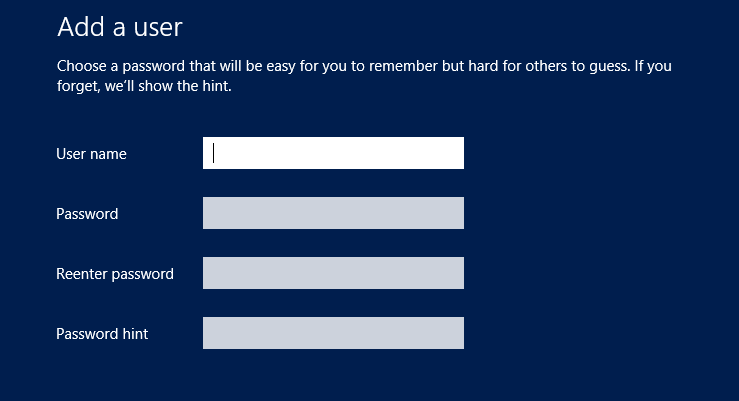 Add a user
Choose a password that will be easy for you to remember but hard for others to guess. If you
forget, we'll show the hint.
User name
Password
Reenter password
Password hint